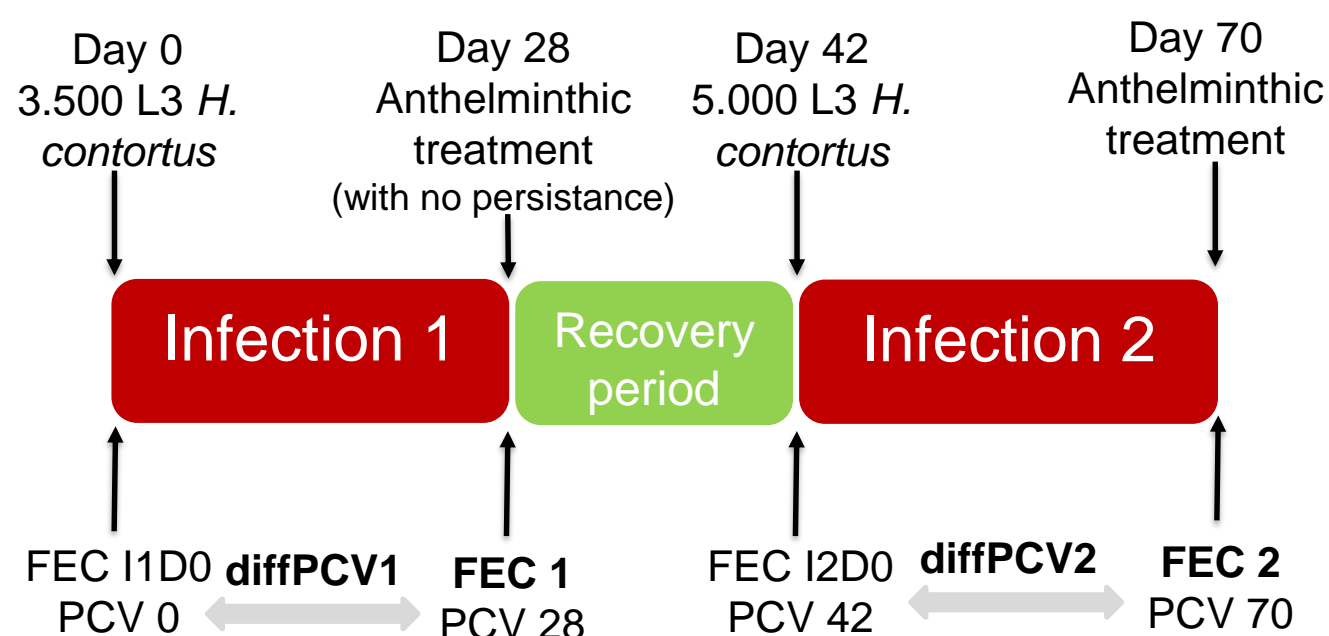 Day 0
3.500 L3 H.
contortus
Day 28
Anthelminthic
treatment
(with no persistance)
Day 42
5.000 L3 H.
contortus
Day 70
Anthelminthic
treatment
Infection 1
Recovery
period
Infection 2
FEC I1D0
PCV 0
diffPCV1
FEC 1
PCV 28
FEC I2D0
PCV 42
diffPCV2
FEC 2
PCV 70